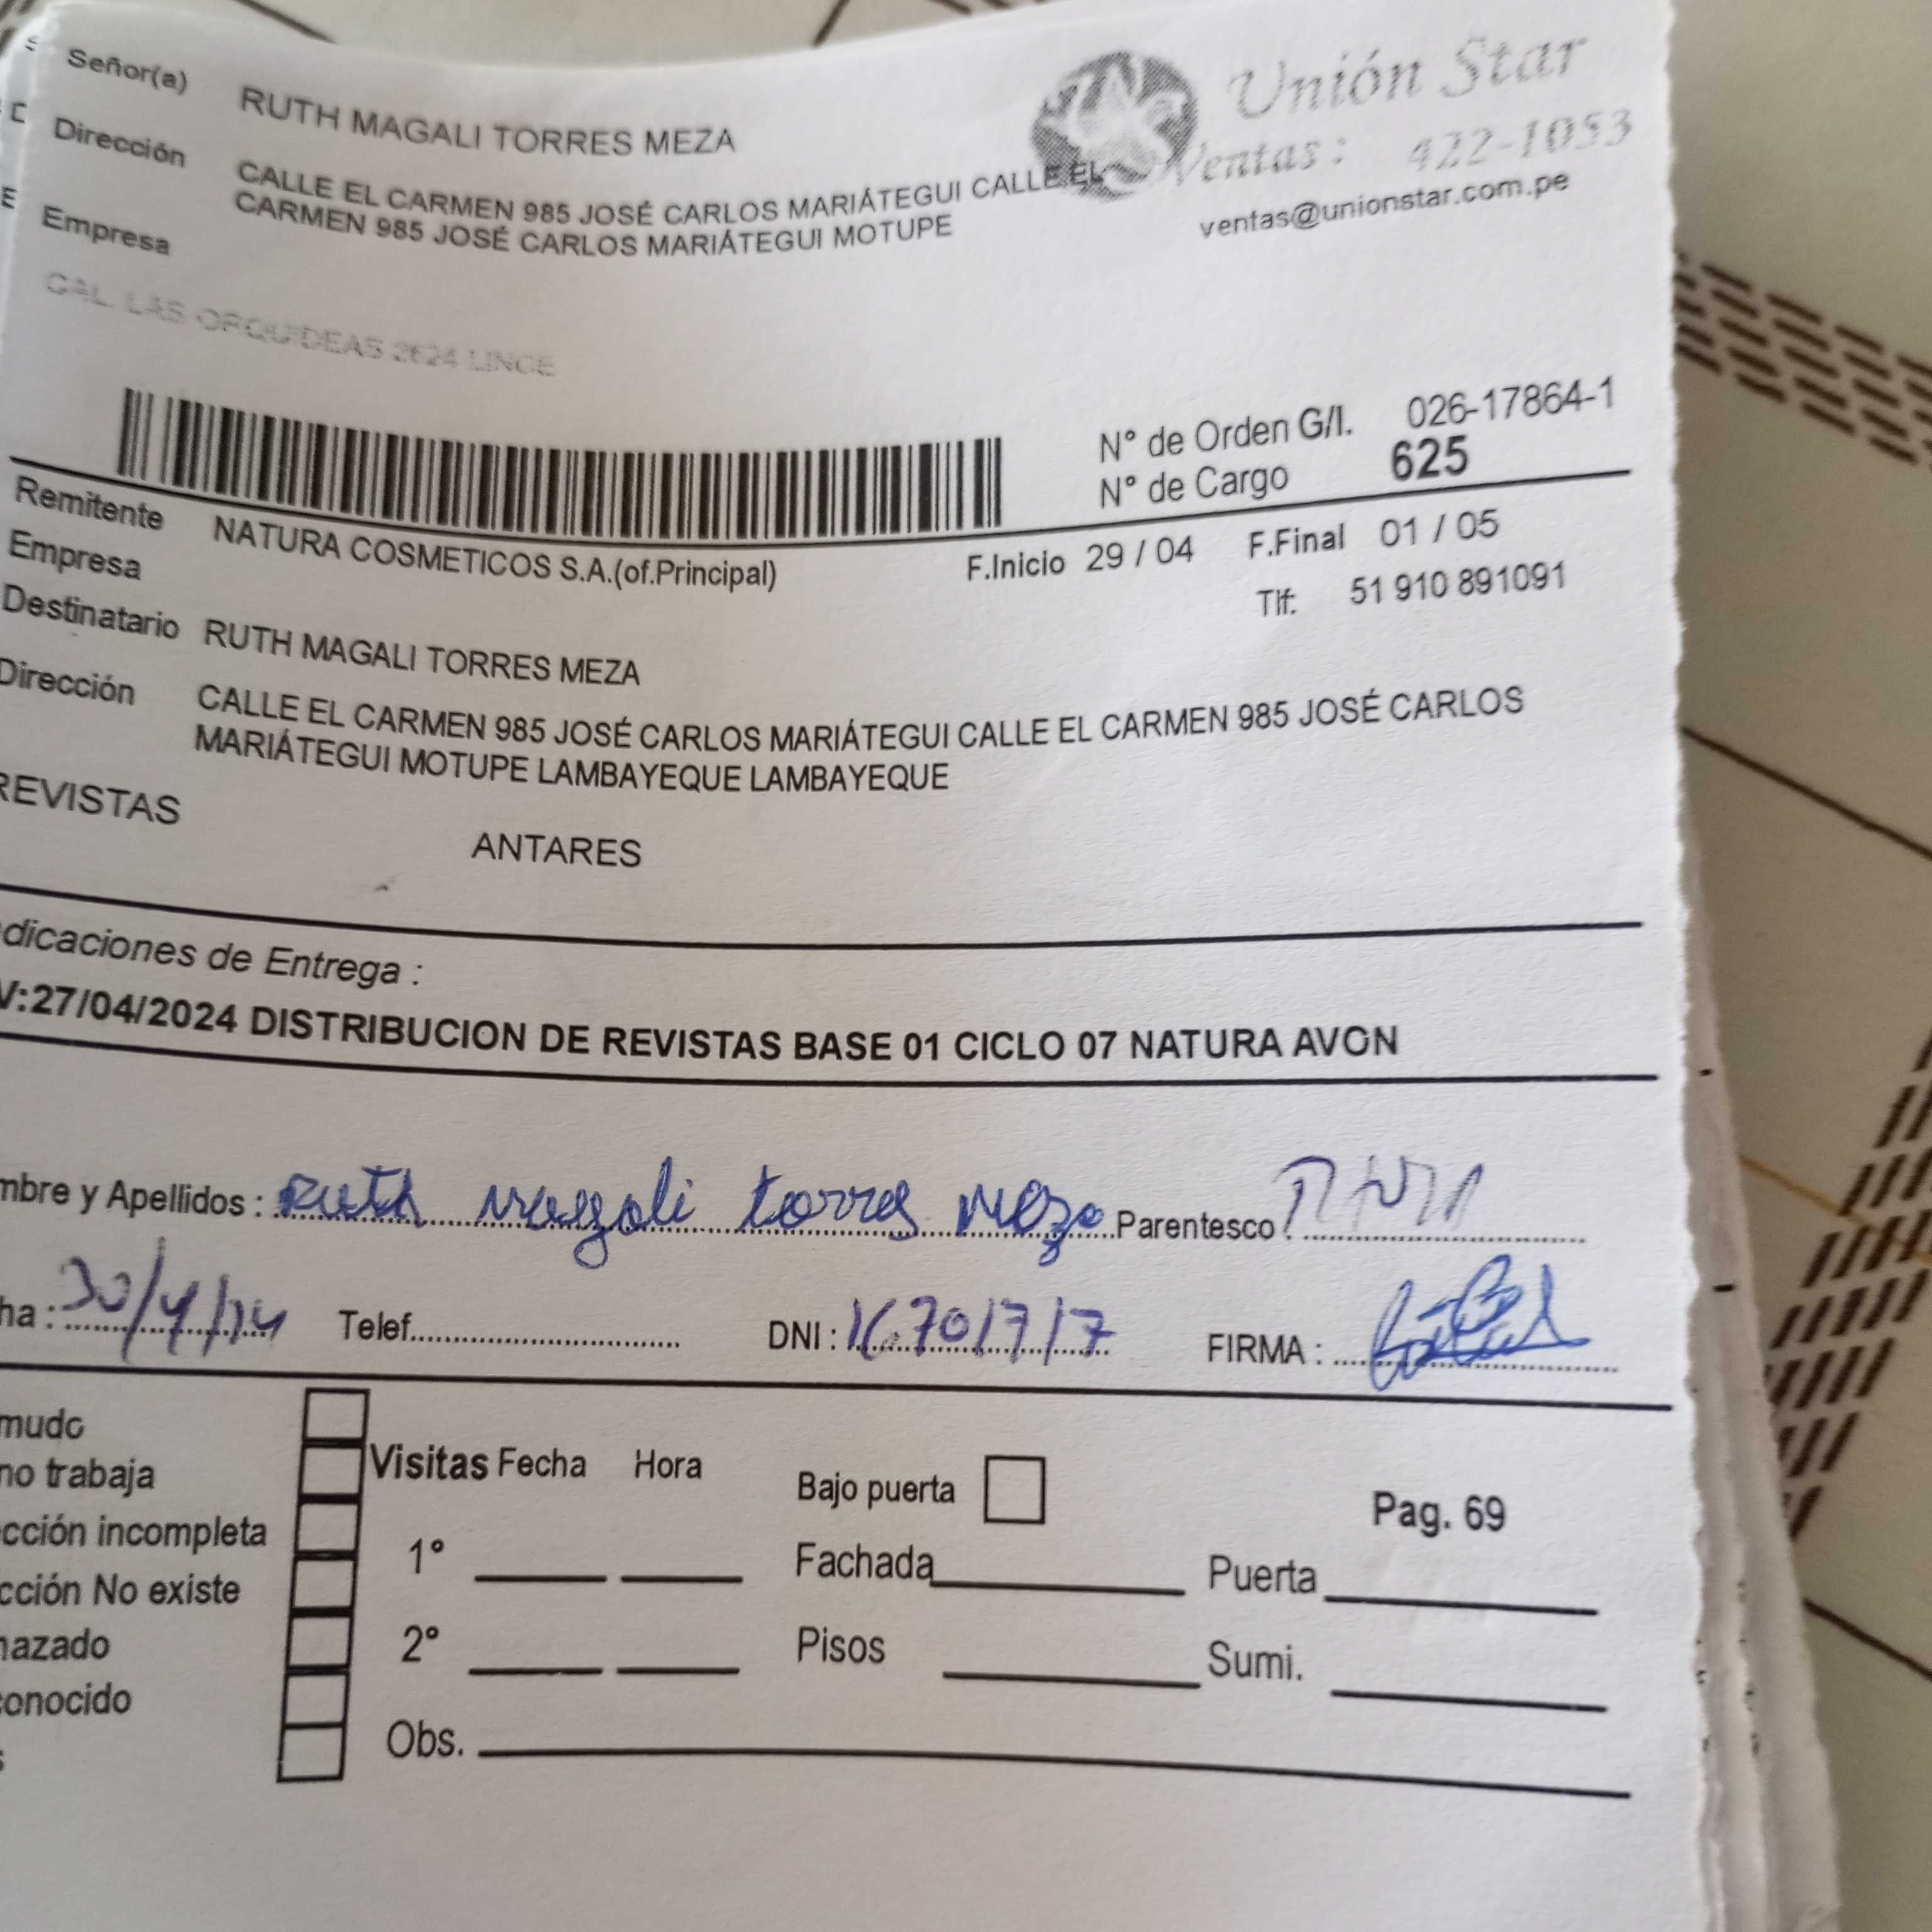 Señor(a) RUTH MAGALI TORRES MEZA
Unión Star
Dirección CALLE EL CARMEN 985 JOSÉ CARLOS MARIÁTEGUI CALLE EL
CARMEN 985 JOSÉ CARLOS MARIÁTEGUI MOTUPE
Ventas: 422-1053
ventas@unionstar.com.pe
Empresa
CAL. LAS ORQUIDEAS 2624 LINCE
N° de Orden G/I. 026-17864-1
N° de Cargo 625
Remitente NATURA COSMETICOS S.A.(of.Principal) F.Inicio 29 / 04 F.Final 01 / 05
Empresa
Tlf: 51 910 891091
Destinatario RUTH MAGALI TORRES MEZA
Dirección CALLE EL CARMEN 985 JOSÉ CARLOS MARIÁTEGUI CALLE EL CARMEN 985 JOSÉ CARLOS
MARIÁTEGUI MOTUPE LAMBAYEQUE LAMBAYEQUE
REVISTAS
ANTARES
dicaciones de Entrega :
V:27/04/2024 DISTRIBUCION DE REVISTAS BASE 01 CICLO 07 NATURA AVON
mbre y Apellidos : Ruth magali torres meza Parentesco :
ha : 30/4/24 Telef. DNI : 16701717 FIRMA :
mudo
no trabaja
cción incompleta
cción No existe
hazado
conocido
s
Visitas Fecha Hora
1°
2°
Obs.
Bajo puerta
Pag. 69
Fachada Puerta
Pisos Sumi.